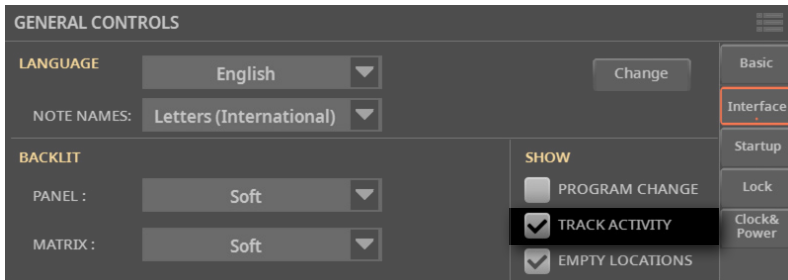 GENERAL CONTROLS
LANGUAGE
English
Change
NOTE NAMES:
Letters (International)
BACKLIT
PANEL :
Soft
MATRIX :
Soft
SHOW
PROGRAM CHANGE
TRACK ACTIVITY
EMPTY LOCATIONS
Basic
Interface
Startup
Lock
Clock&
Power